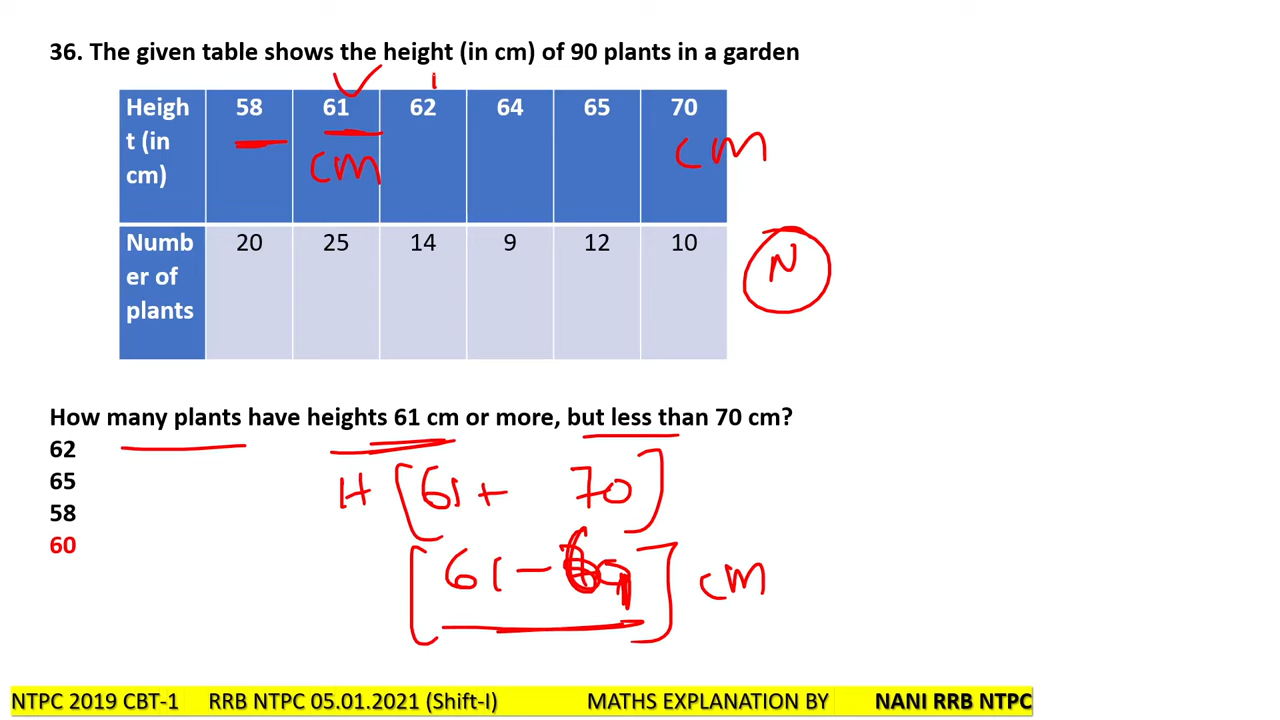 36. The given table shows the height (in cm) of 90 plants in a garden
Heigh 58 61 62 64 65 70
t (in
cm)
cm cm
Numb 20 25 14 9 12 10
er of
plants
N
How many plants have heights 61 cm or more, but less than 70 cm?
62
65
58
60
H [61+ 70]
[61- ] cm
NTPC 2019 CBT-1 RRB NTPC 05.01.2021 (Shift-I) MATHS EXPLANATION BY NANI RRB NTPC